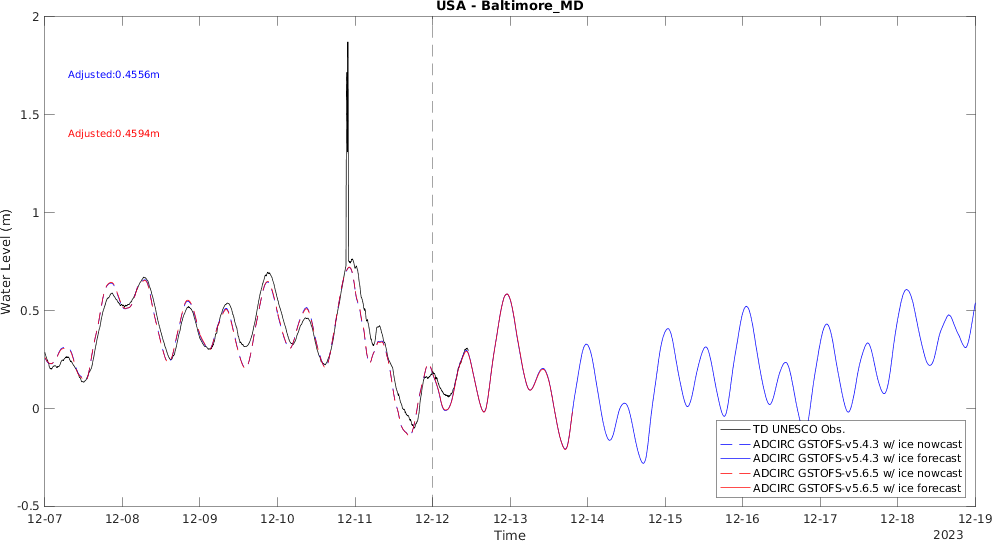 USA - Baltimore_MD
2
1.5
1
0.5
0
-0.5
Water Level (m)
Adjusted:0.4556m
Adjusted:0.4594m
TD UNESCO Obs.
ADCIRC GSTOFS-v5.4.3 w/ ice nowcast
ADCIRC GSTOFS-v5.4.3 w/ ice forecast
ADCIRC GSTOFS-v5.6.5 w/ ice nowcast
ADCIRC GSTOFS-v5.6.5 w/ ice forecast
12-07 12-08 12-09 12-10 12-11 12-12 12-13 12-14 12-15 12-16 12-17 12-18 12-19
Time
2023